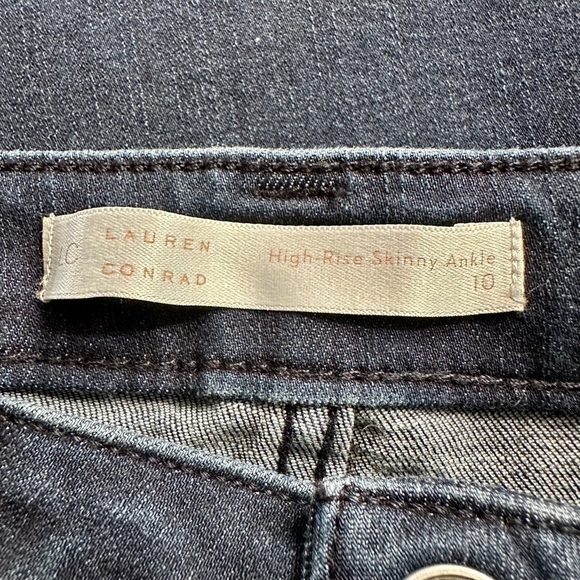 LC
LAUREN
CONRAD
High-Rise Skinny Ankle
10